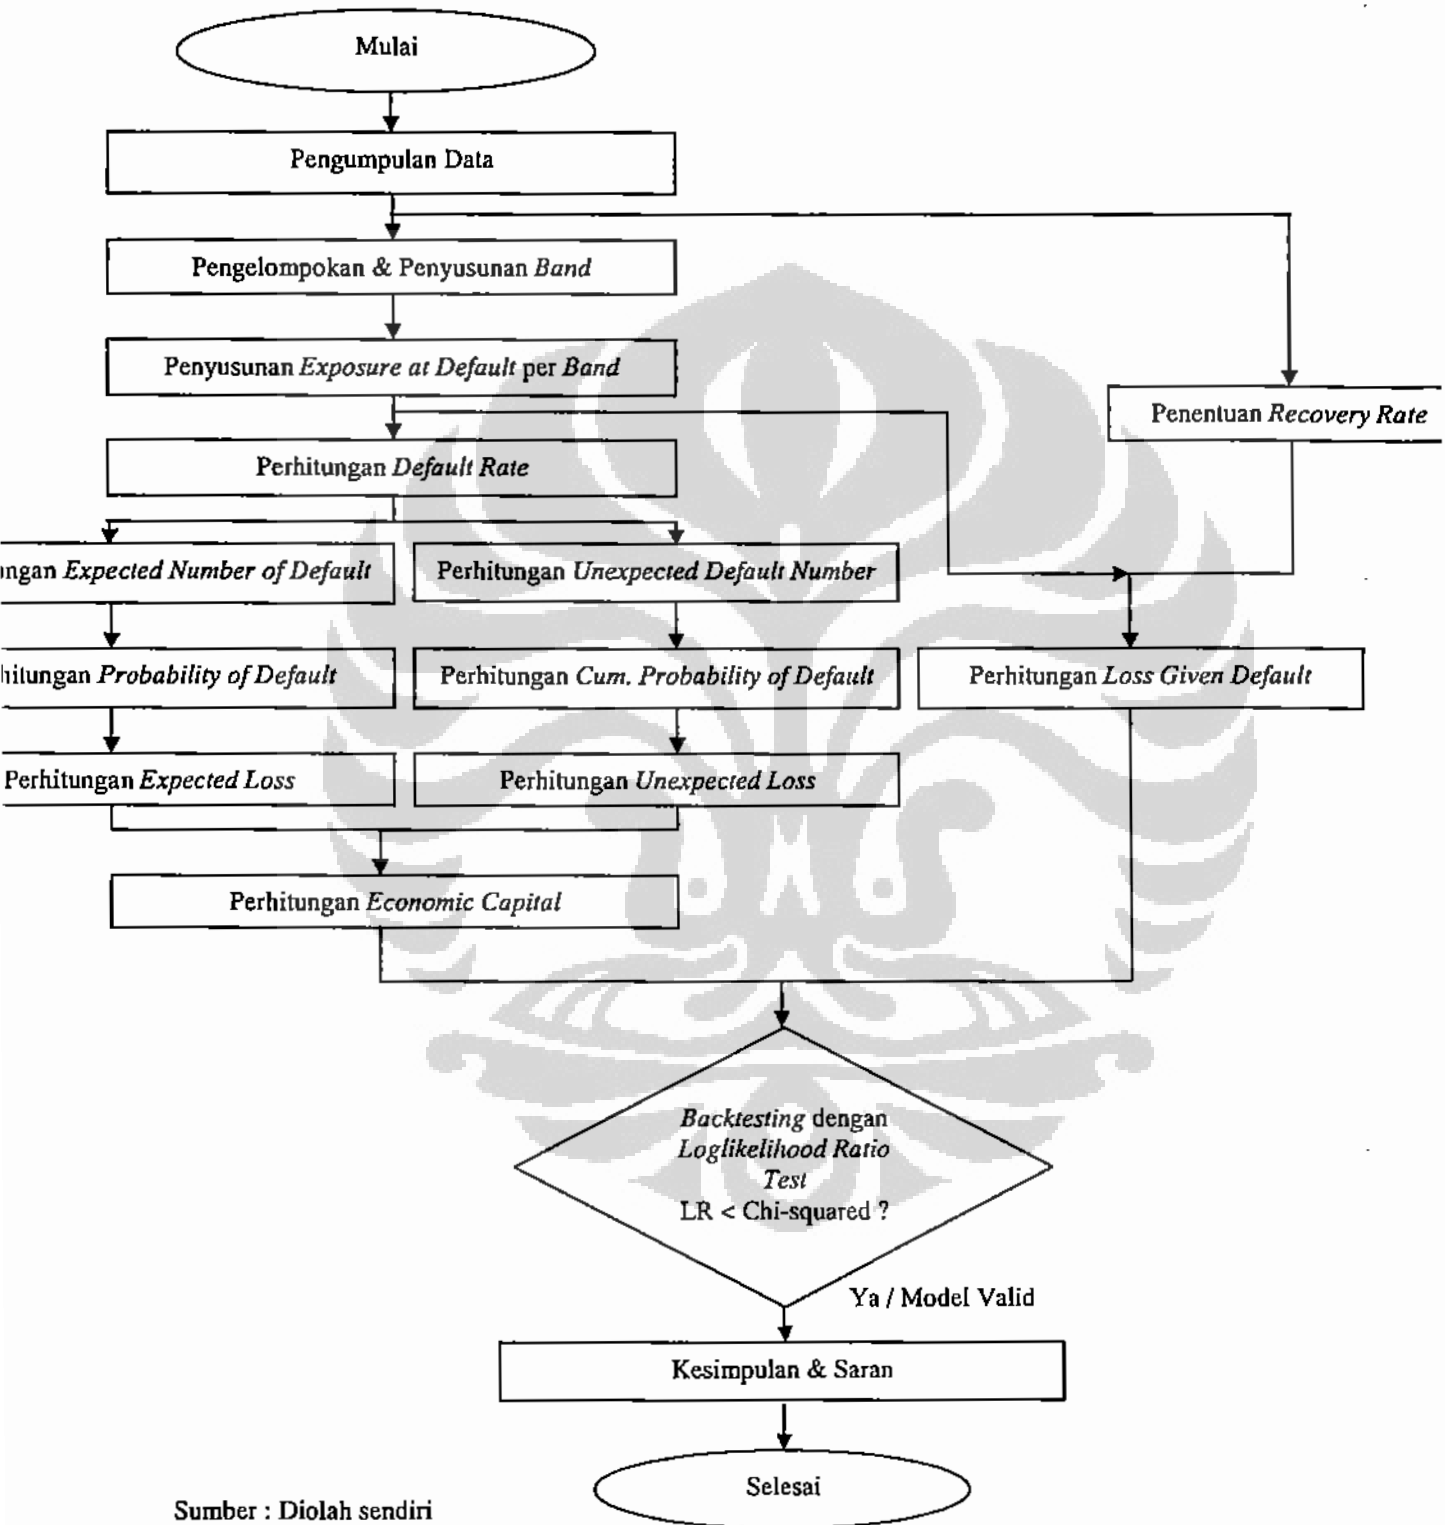 Mulai
Pengumpulan Data
Pengelompokan & Penyusunan Band
Penyusunan Exposure at Default per Band
Penentuan Recovery Rate
Perhitungan Default Rate
ngan Expected Number of Default
Perhitungan Unexpected Default Number
hitungan Probability of Default
Perhitungan Cum. Probability of Default
Perhitungan Loss Given Default
Perhitungan Expected Loss
Perhitungan Unexpected Loss
Perhitungan Economic Capital
Backtesting dengan
Loglikelihood Ratio
Test
LR < Chi-squared ?
Ya / Model Valid
Kesimpulan & Saran
Selesai
Sumber : Diolah sendiri